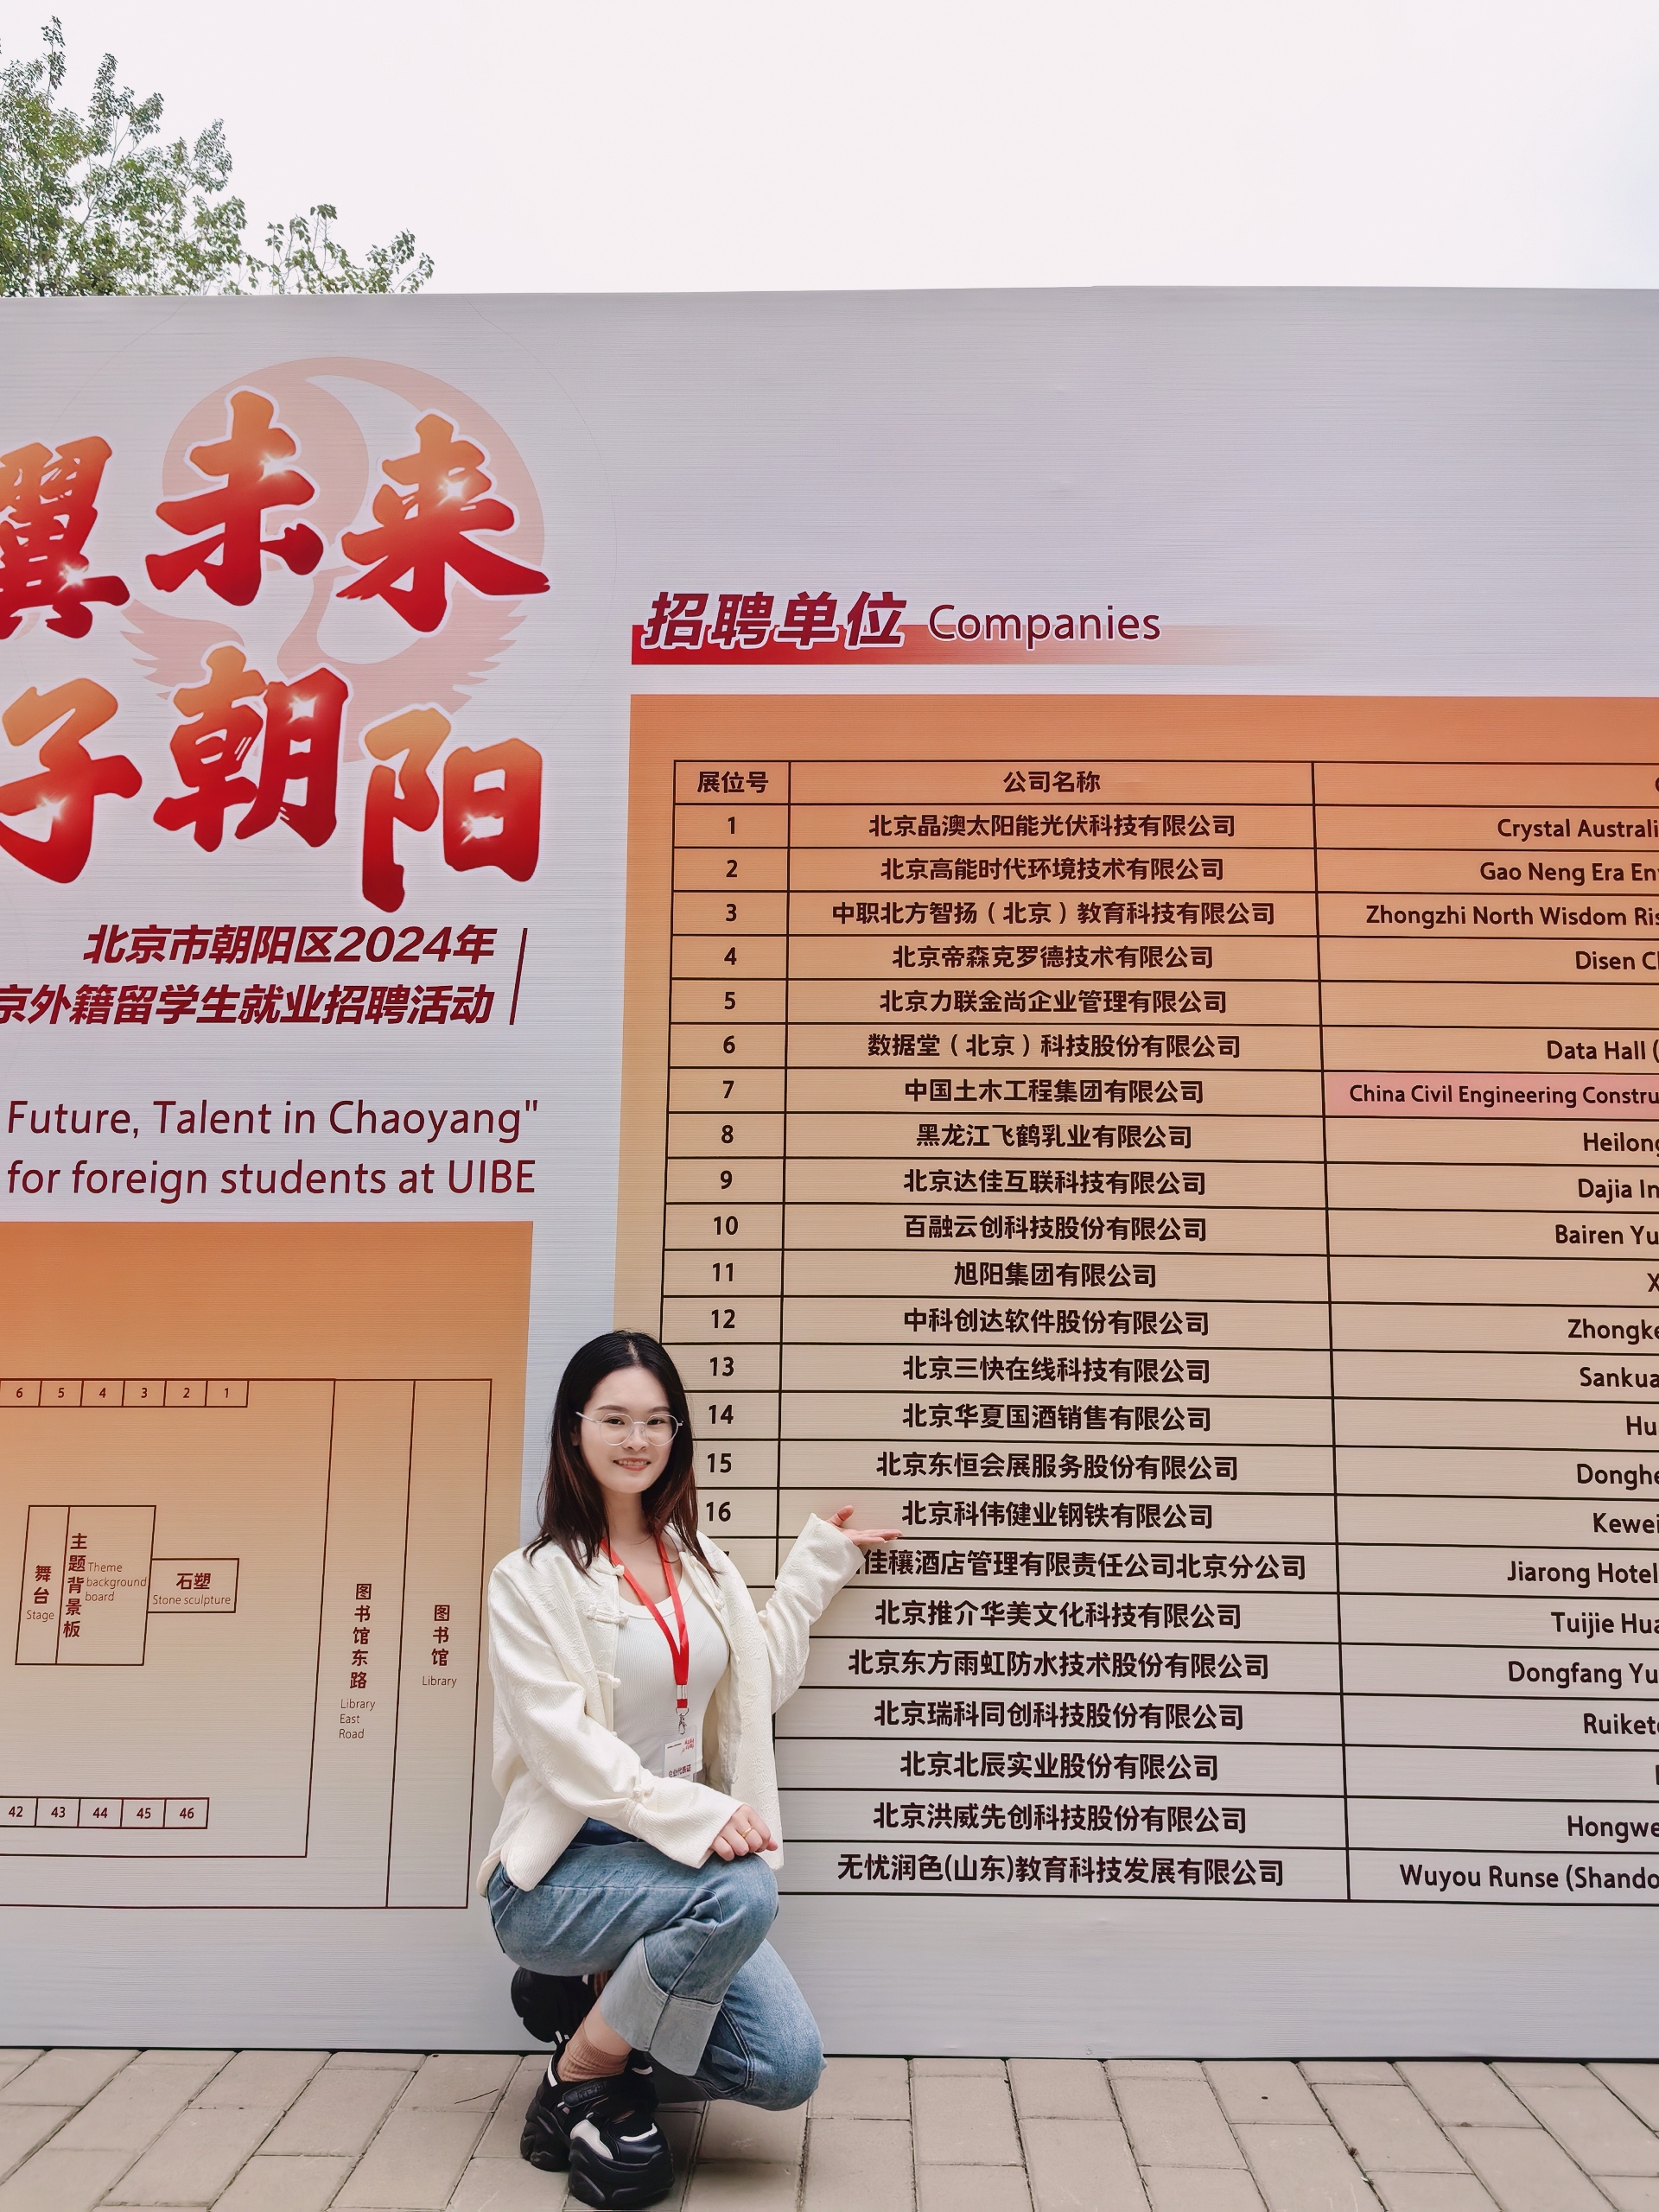 翼未来
子朝阳
北京市朝阳区2024年
京外籍留学生就业招聘活动
Future, Talent in Chaoyang"
for foreign students at UIBE
6 5 4 3 2 1
舞台
Stage
主题背景板
Theme
background
board
石塑
Stone sculpture
图书馆东路
Library
East
Road
图书馆
Library
42 43 44 45 46
招聘单位 Companies
展位号 公司名称
1 北京晶澳太阳能光伏科技有限公司 Crystal Australi
2 北京高能时代环境技术有限公司 Gao Neng Era En
3 中职北方智扬（北京）教育科技有限公司 Zhongzhi North Wisdom Ris
4 北京帝森克罗德技术有限公司 Disen C
5 北京力联金尚企业管理有限公司
6 数据堂（北京）科技股份有限公司 Data Hall (
7 中国土木工程集团有限公司 China Civil Engineering Constru
8 黑龙江飞鹤乳业有限公司 Heilong
9 北京达佳互联科技有限公司 Dajia In
10 百融云创科技股份有限公司 Bairen Yu
11 旭阳集团有限公司 X
12 中科创达软件股份有限公司 Zhongke
13 北京三快在线科技有限公司 Sankua
14 北京华夏国酒销售有限公司 Hu
15 北京东恒会展服务股份有限公司 Donghe
16 北京科伟健业钢铁有限公司 Kewei
佳穰酒店管理有限责任公司北京分公司 Jiarong Hotel
北京推介华美文化科技有限公司 Tuijie Hua
北京东方雨虹防水技术股份有限公司 Dongfang Yu
北京瑞科同创科技股份有限公司 Ruiket
北京北辰实业股份有限公司
北京洪威先创科技股份有限公司 Hongwe
无忧润色(山东)教育科技发展有限公司 Wuyou Runse (Shando